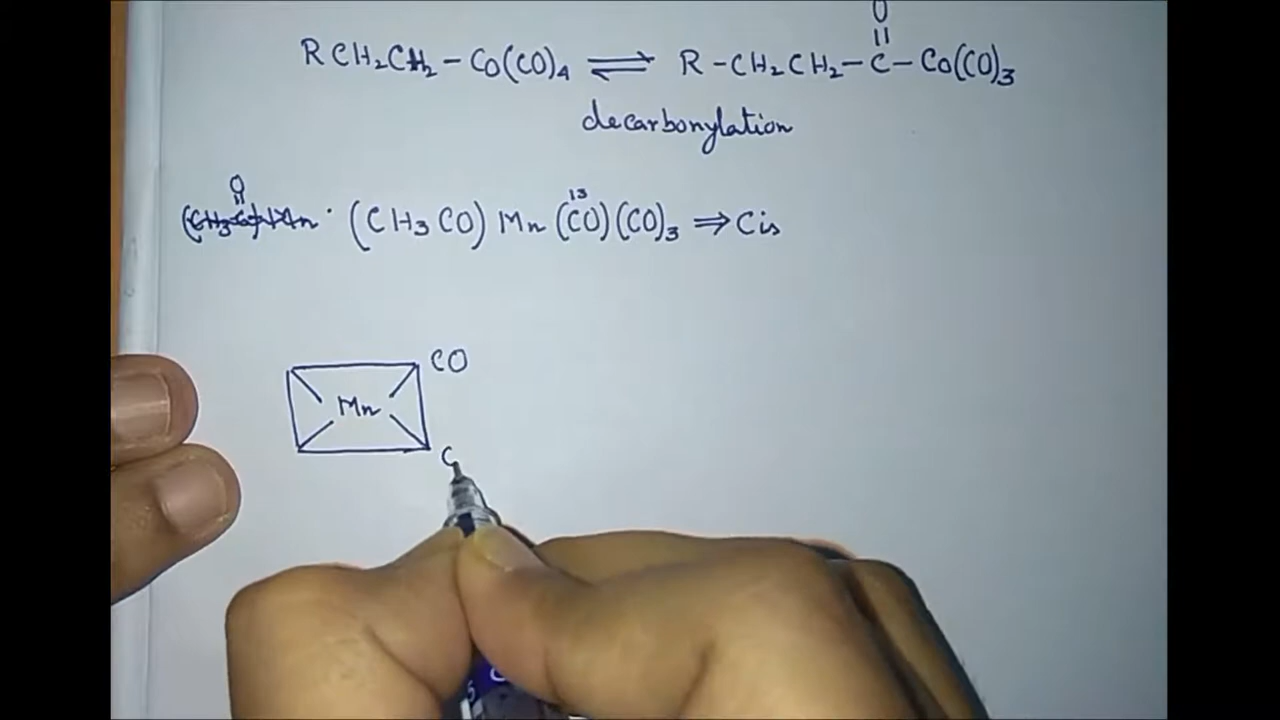 O
RCH₂CH₂ – Co(CO)₄ ⇌ R – CH₂CH₂ – C – Co(CO)₃
decarbonylation
O
(CH₃CO) Mn (¹³CO)(CO)₃ ⇒ Cis
CO
Mn
C